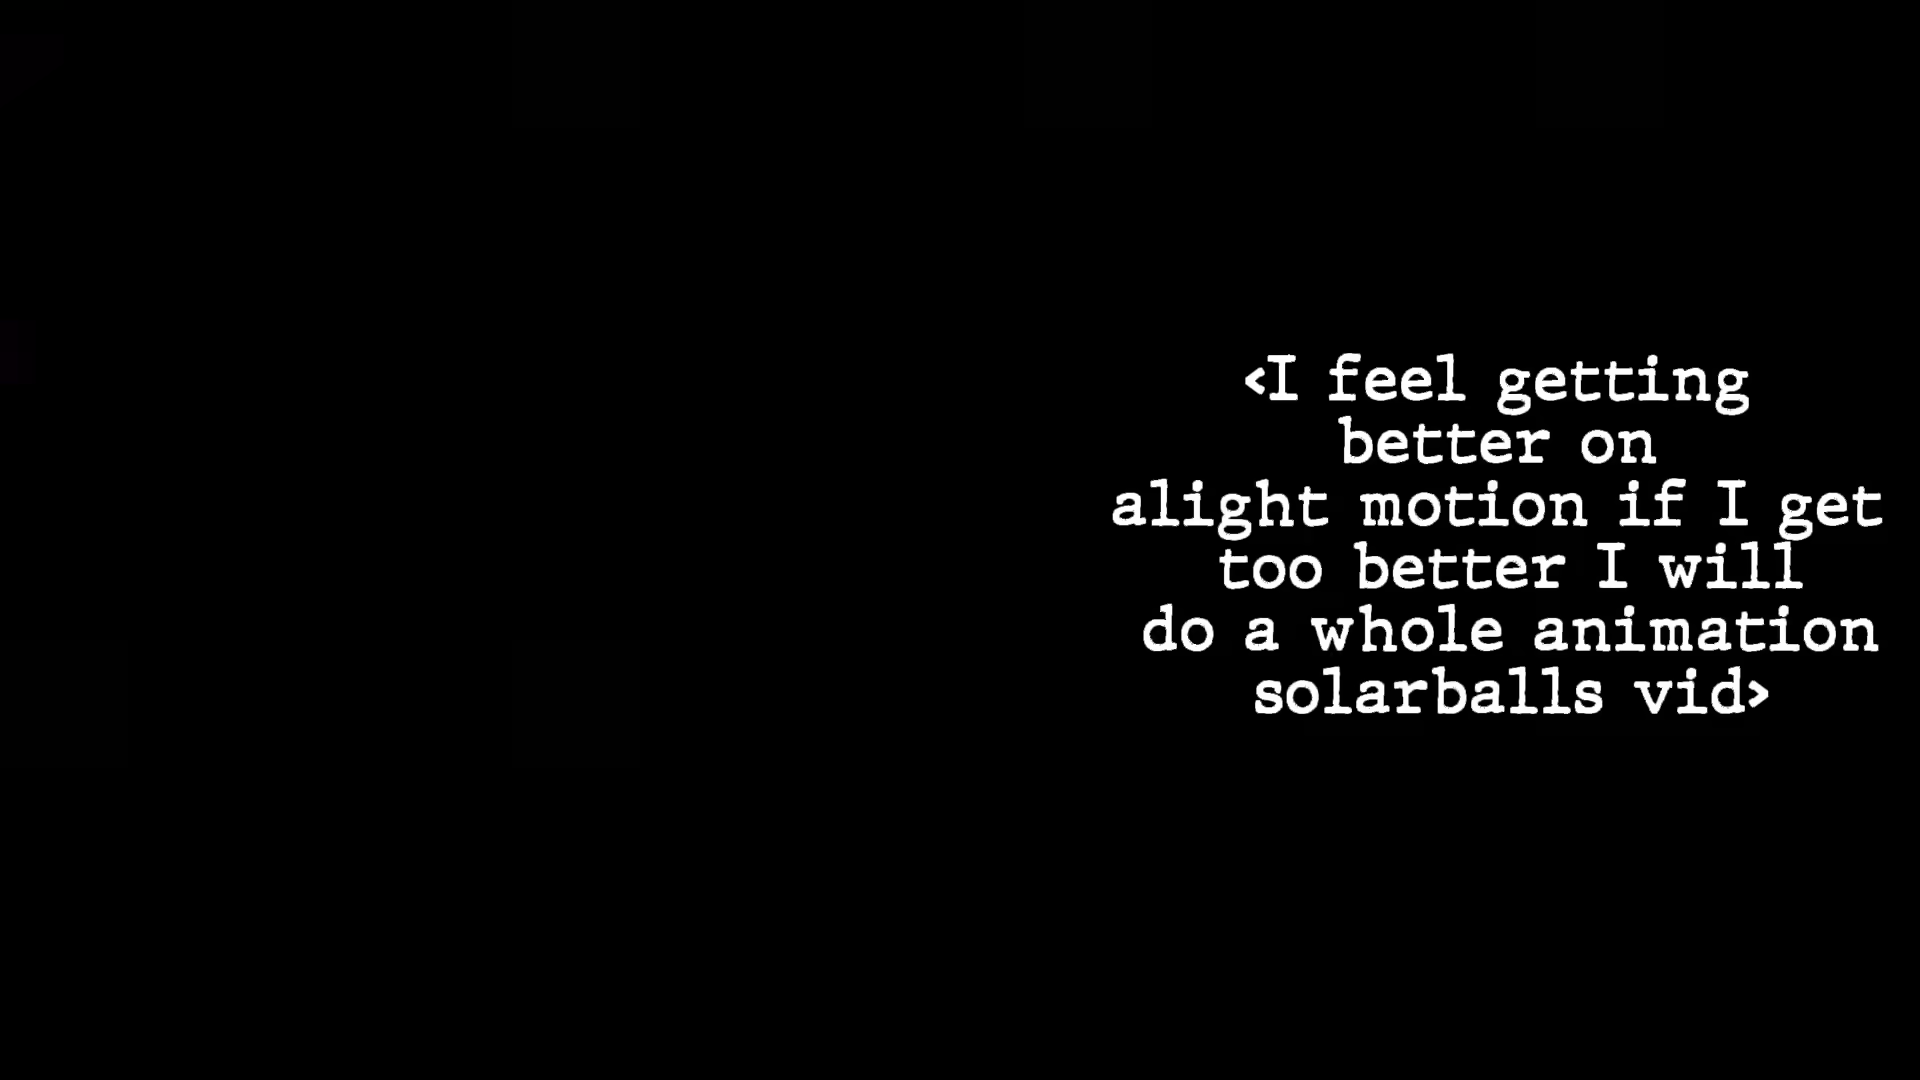 <I feel getting
better on
alight motion if I get
too better I will
do a whole animation
solarballs vid>